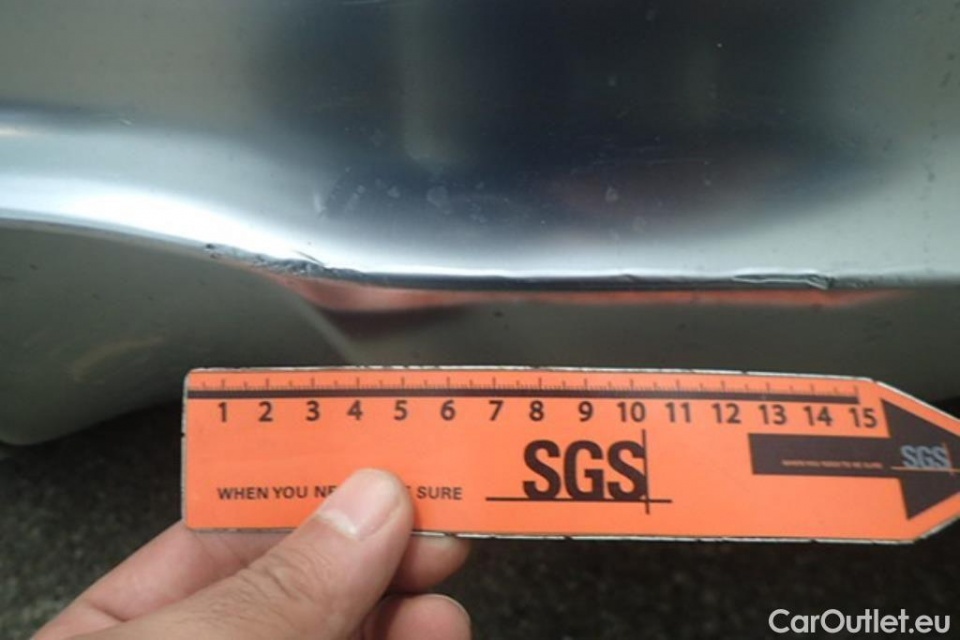 1 2 3 4 5 6 7 8 9 10 11 12 13 14 15
SGS
SGS
WHEN YOU NE SURE
CarOutlet.eu